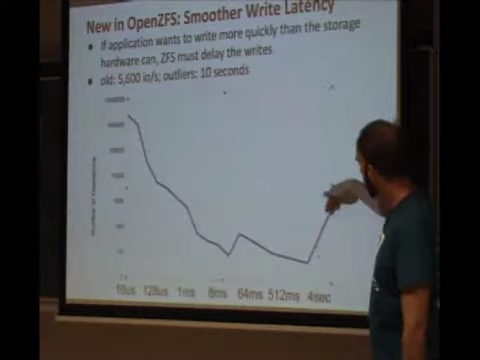 New in OpenZFS: Smoother Write Latency
If application wants to write more quickly than the storage
hardware can, ZFS must delay the writes
old: 5,600 io/s; outliers: 10 seconds
16us 128us 1ms 8ms 64ms 512ms 4sec